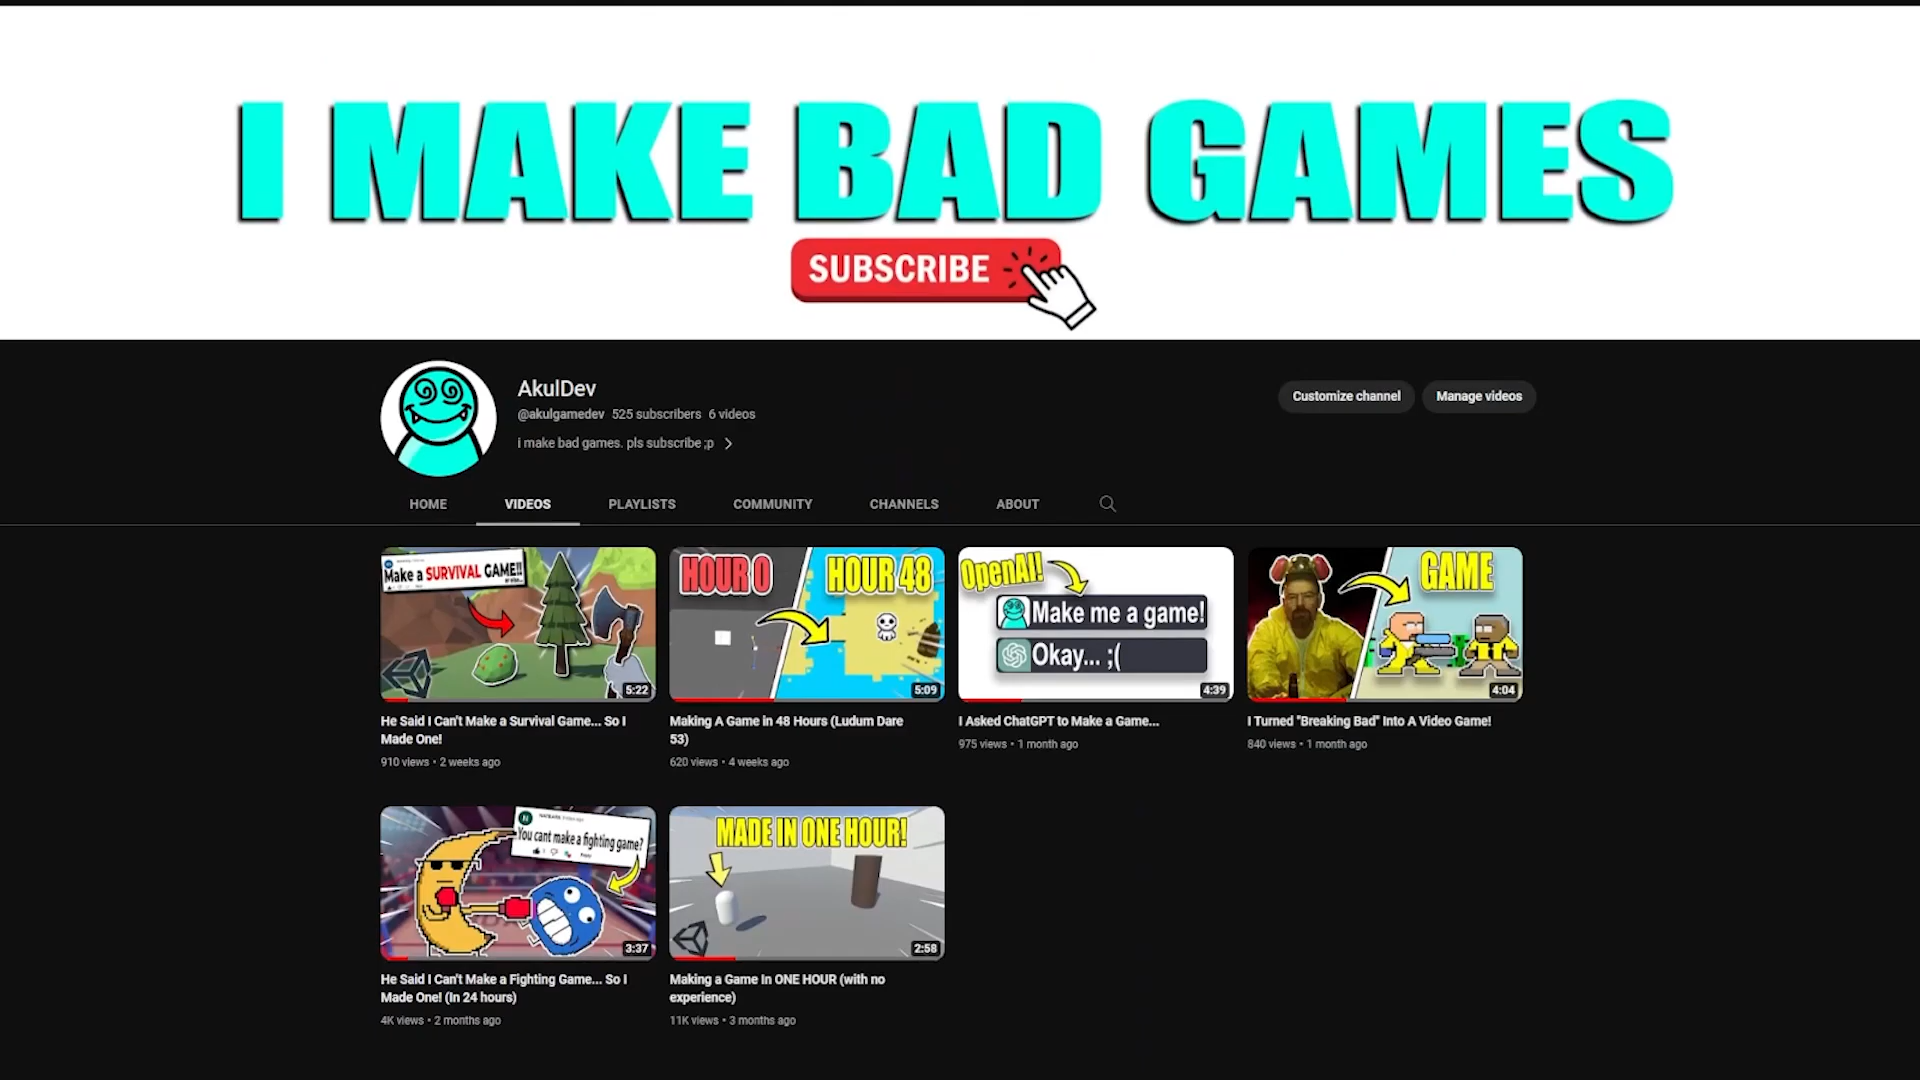 I MAKE BAD GAMES
SUBSCRIBE
AkulDev
@akulgamedev 525 subscribers 6 videos
i make bad games. pls subscribe ;p
Customize channel
Manage videos
HOME
VIDEOS
PLAYLISTS
COMMUNITY
CHANNELS
ABOUT
Make a SURVIVAL GAME!!
5:22
He Said I Can't Make a Survival Game... So I
Made One!
910 views • 2 weeks ago
HOUR 0
HOUR 48
5:09
Making A Game in 48 Hours (Ludum Dare
53)
620 views • 4 weeks ago
OpenAI!
Make me a game!
Okay... ;(
4:39
I Asked ChatGPT to Make a Game...
975 views • 1 month ago
GAME
4:04
I Turned "Breaking Bad" Into A Video Game!
840 views • 1 month ago
You cant make a fighting game?
3:37
He Said I Can't Make a Fighting Game... So I
Made One! (In 24 hours)
4K views • 2 months ago
MADE IN ONE HOUR!
2:58
Making a Game In ONE HOUR (with no
experience)
11K views • 3 months ago